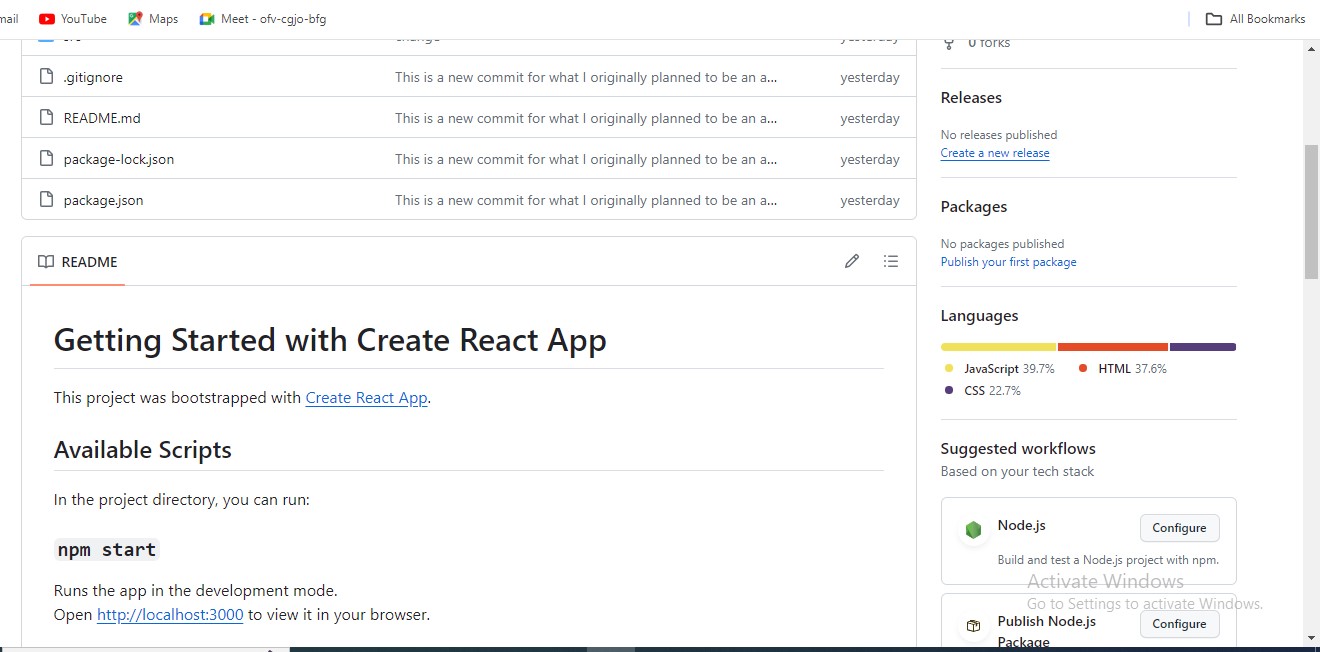 YouTube
Maps
Meet - ofv-cgjo-bfg
All Bookmarks
yesterday
0 forks
.gitignore This is a new commit for what I originally planned to be an a... yesterday
README.md This is a new commit for what I originally planned to be an a... yesterday
package-lock.json This is a new commit for what I originally planned to be an a... yesterday
package.json This is a new commit for what I originally planned to be an a... yesterday
README
Getting Started with Create React App
This project was bootstrapped with Create React App.
Available Scripts
In the project directory, you can run:
npm start
Runs the app in the development mode.
Open http://localhost:3000 to view it in your browser.
Releases
No releases published
Create a new release
Packages
No packages published
Publish your first package
Languages
JavaScript 39.7% HTML 37.6%
CSS 22.7%
Suggested workflows
Based on your tech stack
Node.js
Configure
Build and test a Node.js project with npm.
Activate Windows
Go to Settings to activate Windows.
Publish Node.js
Package
Configure